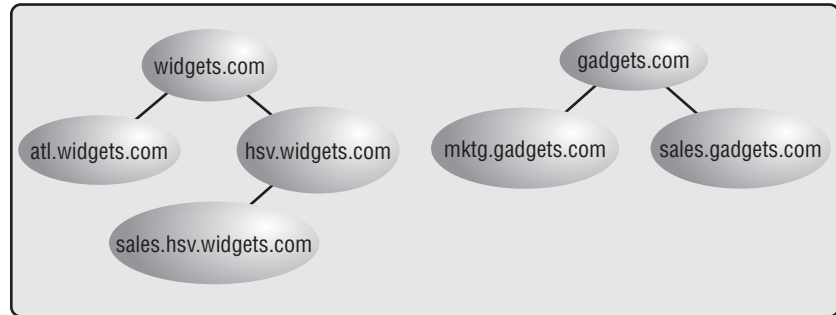 widgets.com
gadgets.com
atl.widgets.com
hsv.widgets.com
mktg.gadgets.com
sales.gadgets.com
sales.hsv.widgets.com